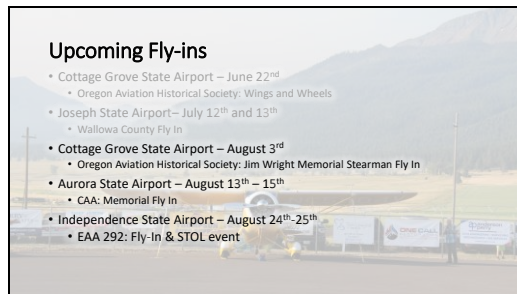 Upcoming Fly-ins
• Cottage Grove State Airport – June 22nd
• Oregon Aviation Historical Society: Wings and Wheels
• Joseph State Airport– July 12th and 13th
• Wallowa County Fly In
• Cottage Grove State Airport – August 3rd
• Oregon Aviation Historical Society: Jim Wright Memorial Stearman Fly In
• Aurora State Airport – August 13th – 15th
• CAA: Memorial Fly In
• Independence State Airport – August 24th-25th
• EAA 292: Fly-In & STOL event